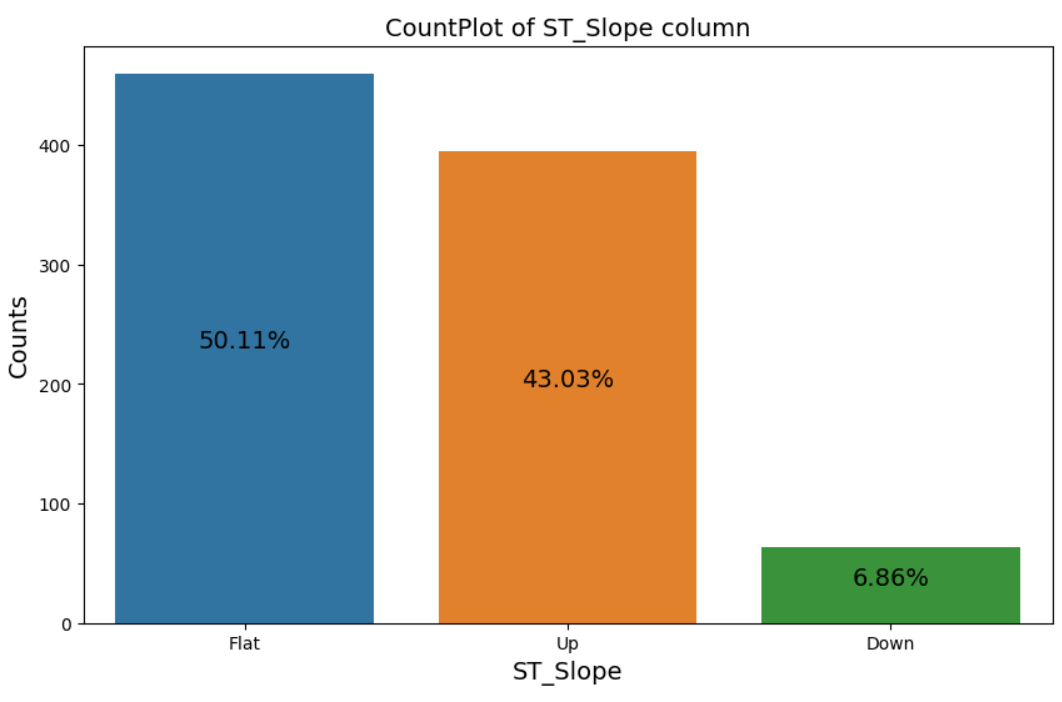 CountPlot of ST_Slope column
Counts
400
300
200
100
0
50.11%
43.03%
6.86%
Flat
Up
Down
ST_Slope